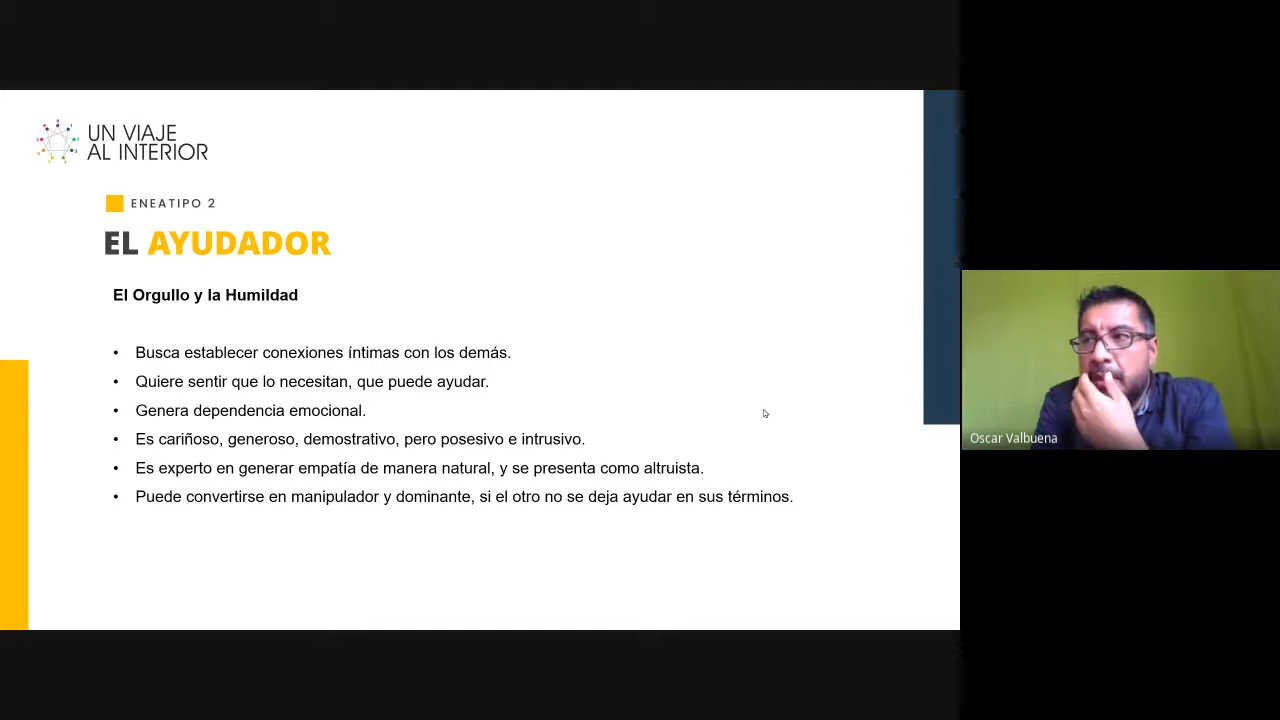 UN VIAJE
AL INTERIOR
ENEATIPO 2
EL AYUDADOR
El Orgullo y la Humildad
• Busca establecer conexiones íntimas con los demás.
• Quiere sentir que lo necesitan, que puede ayudar.
• Genera dependencia emocional.
• Es cariñoso, generoso, demostrativo, pero posesivo e intrusivo.
• Es experto en generar empatía de manera natural, y se presenta como altruista.
• Puede convertirse en manipulador y dominante, si el otro no se deja ayudar en sus términos.
Oscar Valbuena